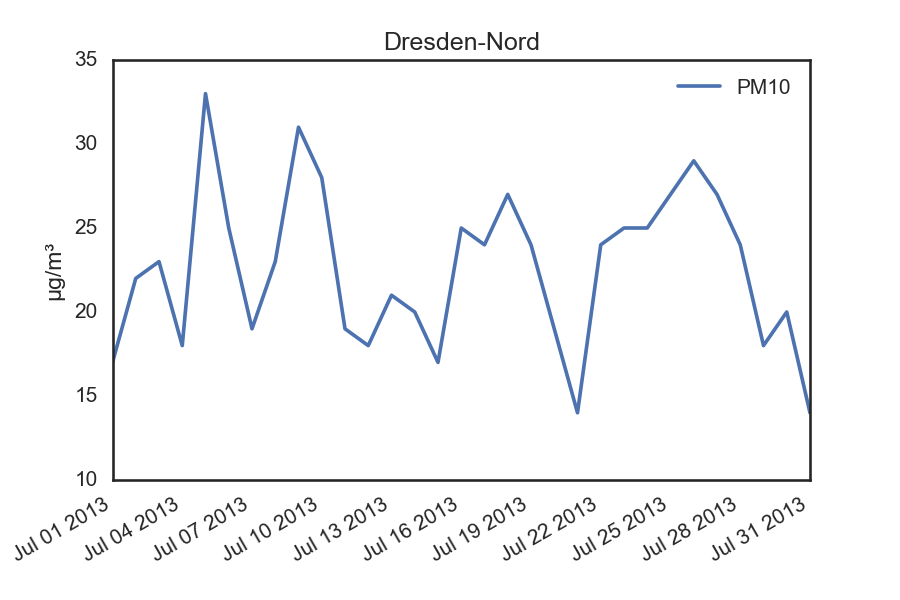 Dresden-Nord
35
30
25
20
15
10
µg/m³
PM10
Jul 01 2013
Jul 04 2013
Jul 07 2013
Jul 10 2013
Jul 13 2013
Jul 16 2013
Jul 19 2013
Jul 22 2013
Jul 25 2013
Jul 28 2013
Jul 31 2013